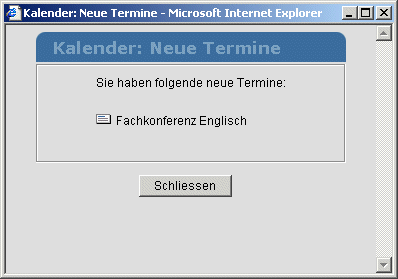 Kalender: Neue Termine - Microsoft Internet Explorer
Kalender: Neue Termine
Sie haben folgende neue Termine:
Fachkonferenz Englisch
Schliessen